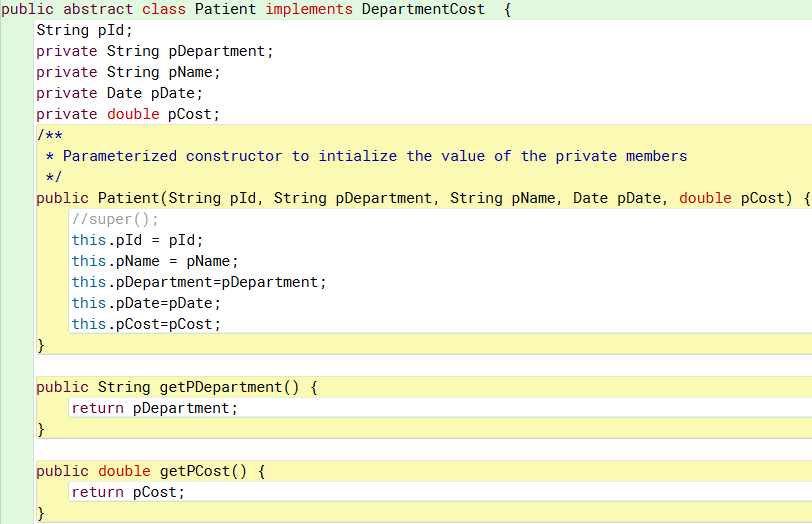 public abstract class Patient implements DepartmentCost  {
    String pId;
    private String pDepartment;
    private String pName;
    private Date pDate;
    private double pCost;
    /**
     * Parameterized constructor to intialize the value of the private members
     */
    public Patient(String pId, String pDepartment, String pName, Date pDate, double pCost) {
        //super();
        this.pId = pId;
        this.pName = pName;
        this.pDepartment=pDepartment;
        this.pDate=pDate;
        this.pCost=pCost;
    }

    public String getPDepartment() {
        return pDepartment;
    }

    public double getPCost() {
        return pCost;
    }